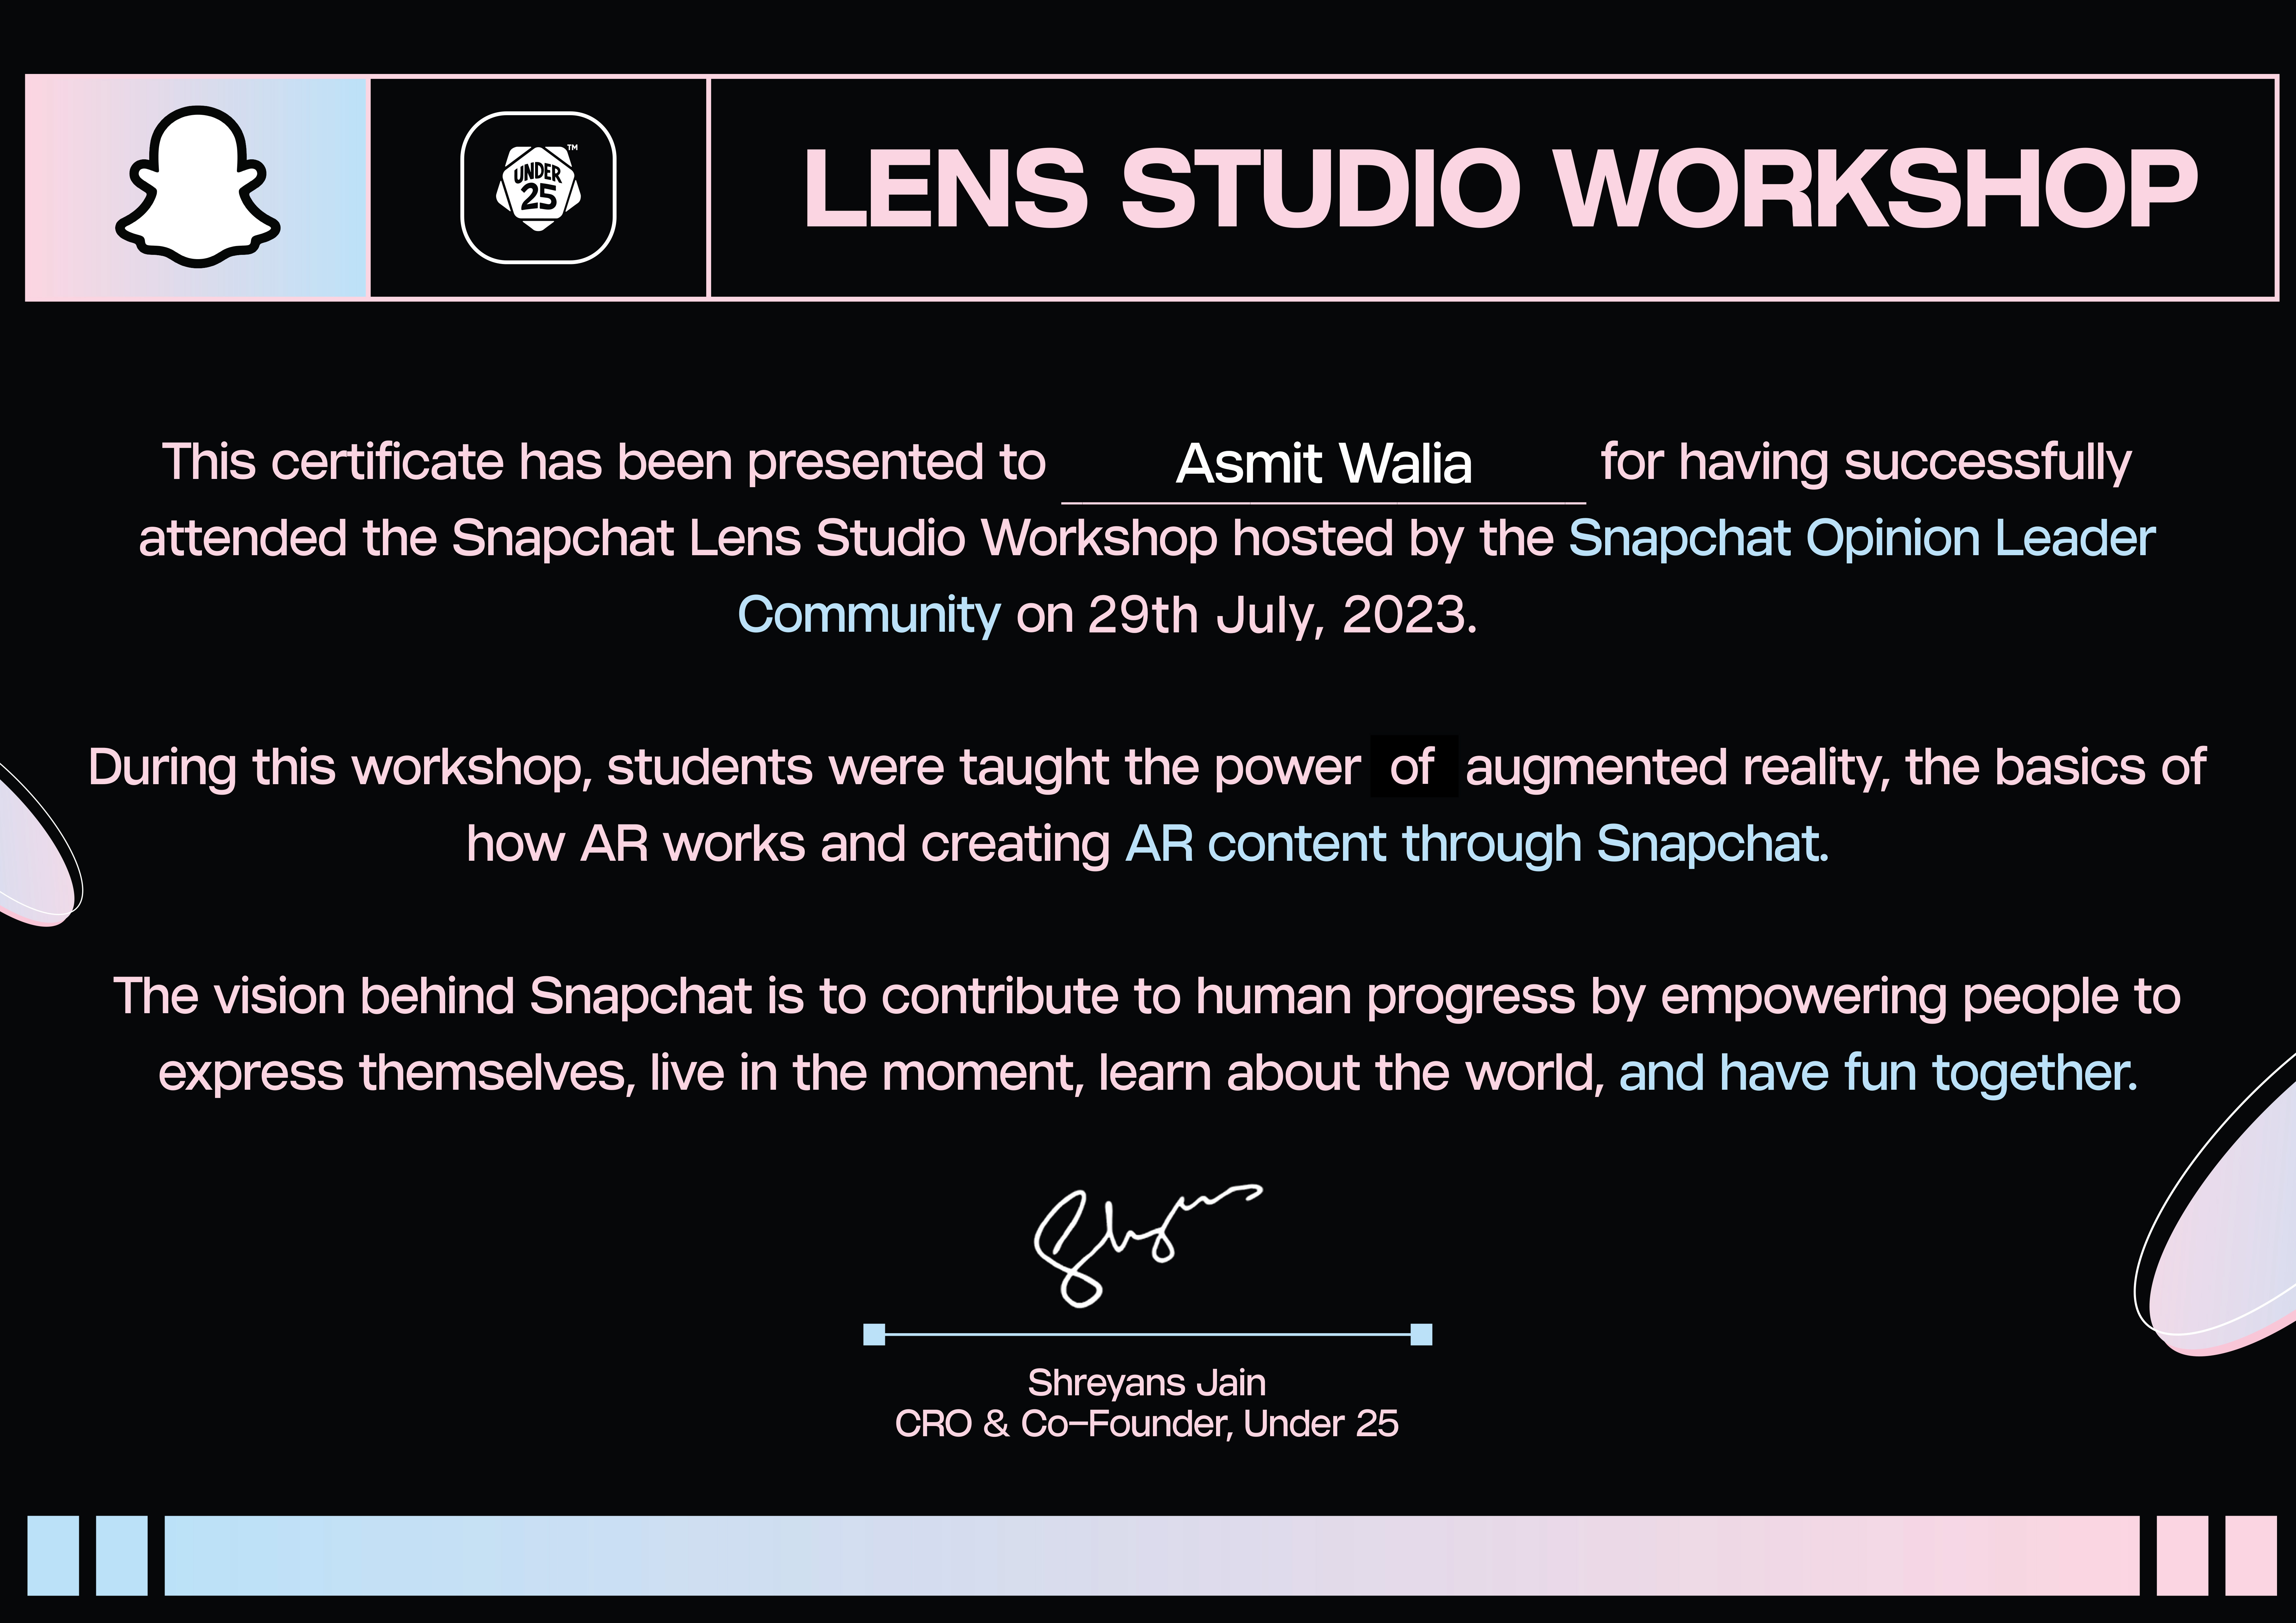 UNDER
25
TM
LENS STUDIO WORKSHOP
This certificate has been presented to Asmit Walia for having successfully
attended the Snapchat Lens Studio Workshop hosted by the Snapchat Opinion Leader
Community on 29th July, 2023.
During this workshop, students were taught the power of augmented reality, the basics of
how AR works and creating AR content through Snapchat.
The vision behind Snapchat is to contribute to human progress by empowering people to
express themselves, live in the moment, learn about the world, and have fun together.
Shreyans Jain
CRO & Co-Founder, Under 25